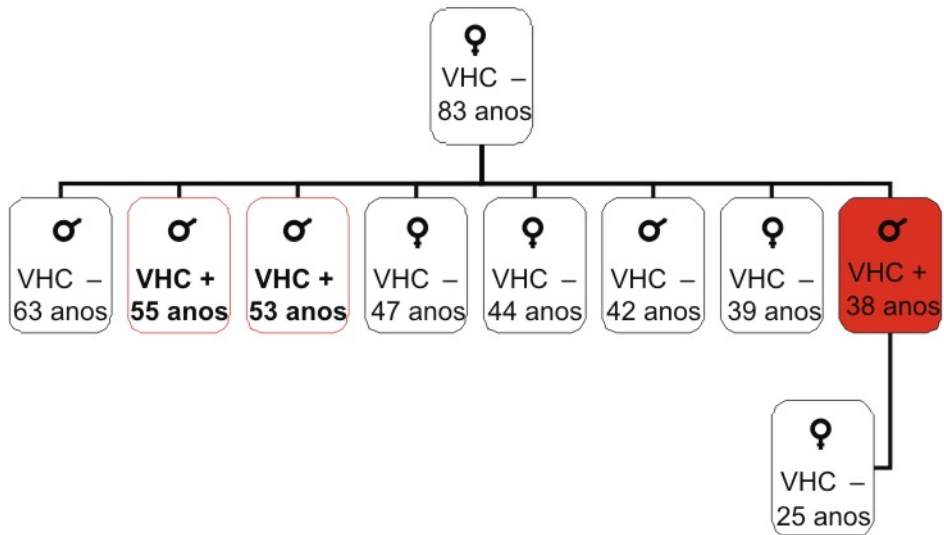 ♀
VHC –
83 anos
♂
VHC –
63 anos
♂
VHC +
55 anos
♂
VHC +
53 anos
♀
VHC –
47 anos
♀
VHC –
44 anos
♂
VHC –
42 anos
♀
VHC –
39 anos
♂
VHC +
38 anos
♀
VHC –
25 anos